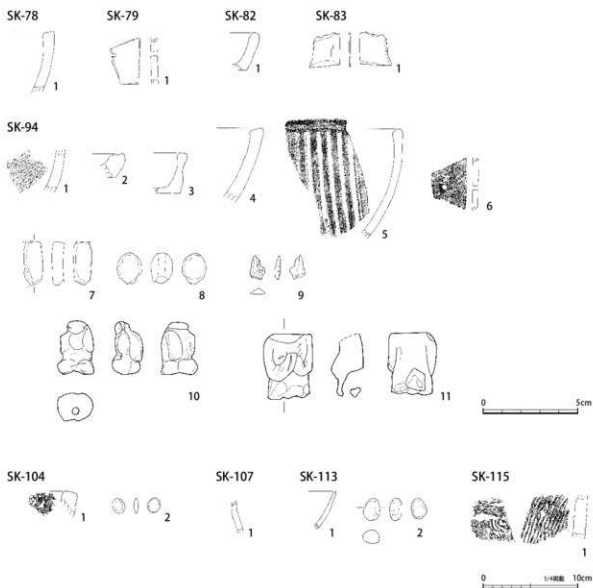 SK-78 SK-79 SK-82 SK-83
1 1 1 1
SK-94
1 2 3 4 5 6
7 8 9
10 11
0 5cm
SK-104 SK-107 SK-113 SK-115
1 2 1 1 2 1
0 1/4掲載 10cm